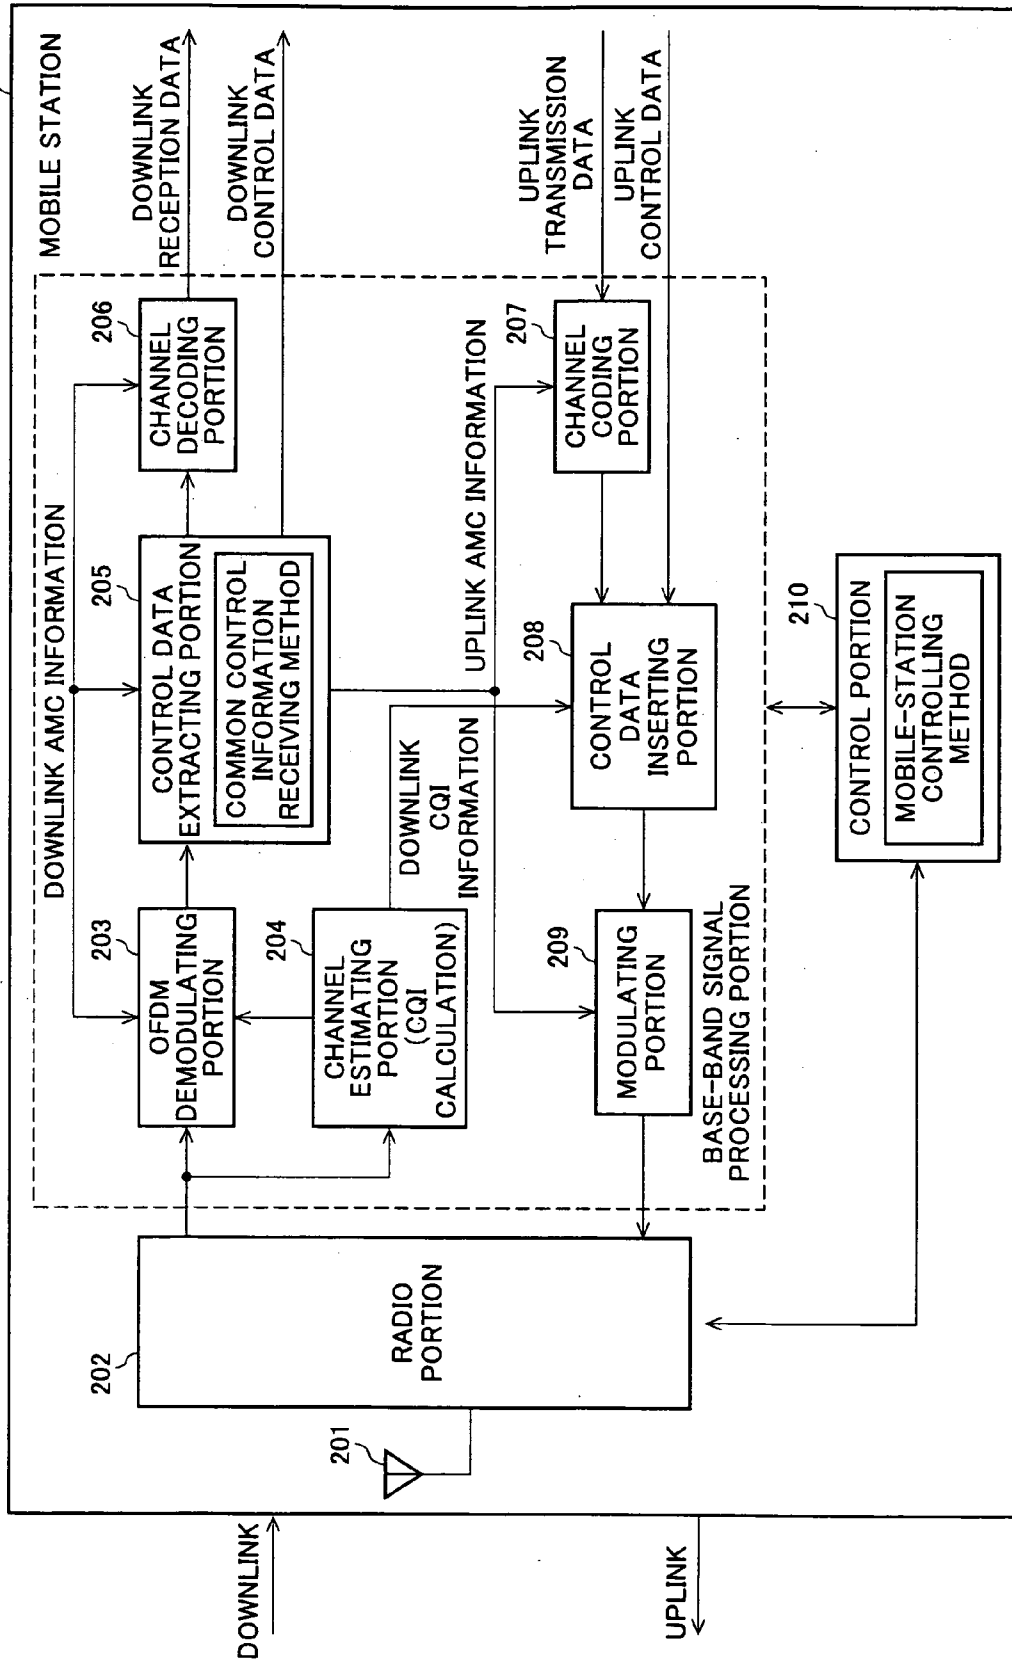 MOBILE STATION
DOWNLINK
RECEPTION DATA
DOWNLINK
CONTROL DATA
UPLINK
TRANSMISSION
DATA
UPLINK
CONTROL DATA
DOWNLINK AMC INFORMATION
203
OFDM
DEMODULATING
PORTION
205
CONTROL DATA
EXTRACTING PORTION
COMMON CONTROL
INFORMATION
RECEIVING METHOD
206
CHANNEL
DECODING
PORTION
204
CHANNEL
ESTIMATING
PORTION
(CQI
CALCULATION)
DOWNLINK
CQI
INFORMATION
UPLINK AMC INFORMATION
207
CHANNEL
CODING
PORTION
208
CONTROL
DATA
INSERTING
PORTION
209
MODULATING
PORTION
BASE-BAND SIGNAL
PROCESSING PORTION
202
RADIO
PORTION
201
210
CONTROL PORTION
MOBILE-STATION
CONTROLLING
METHOD
DOWNLINK
UPLINK